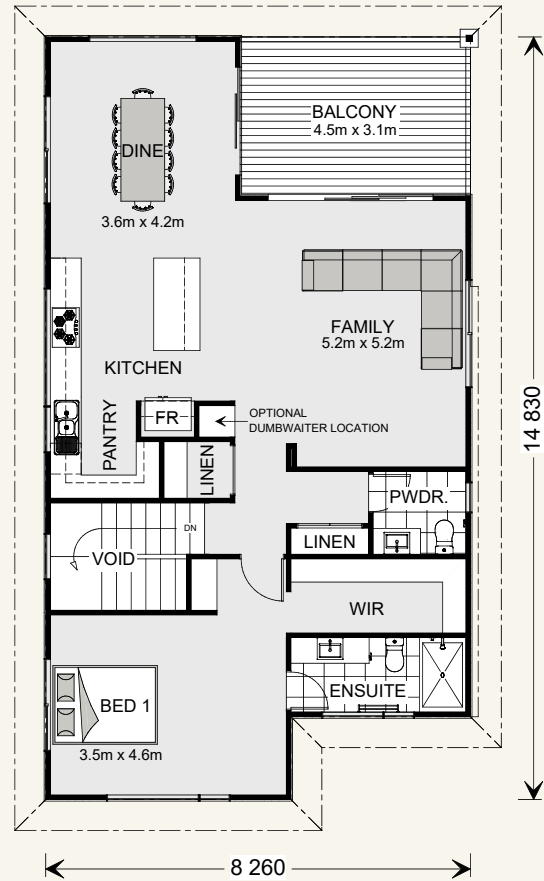 BALCONY
4.5m x 3.1m
DINE
3.6m x 4.2m
FAMILY
5.2m x 5.2m
KITCHEN
PANTRY
FR
OPTIONAL
DUMBWAITER LOCATION
LINEN
PWDR.
LINEN
DN
VOID
WIR
ENSUITE
BED 1
3.5m x 4.6m
14 830
8 260